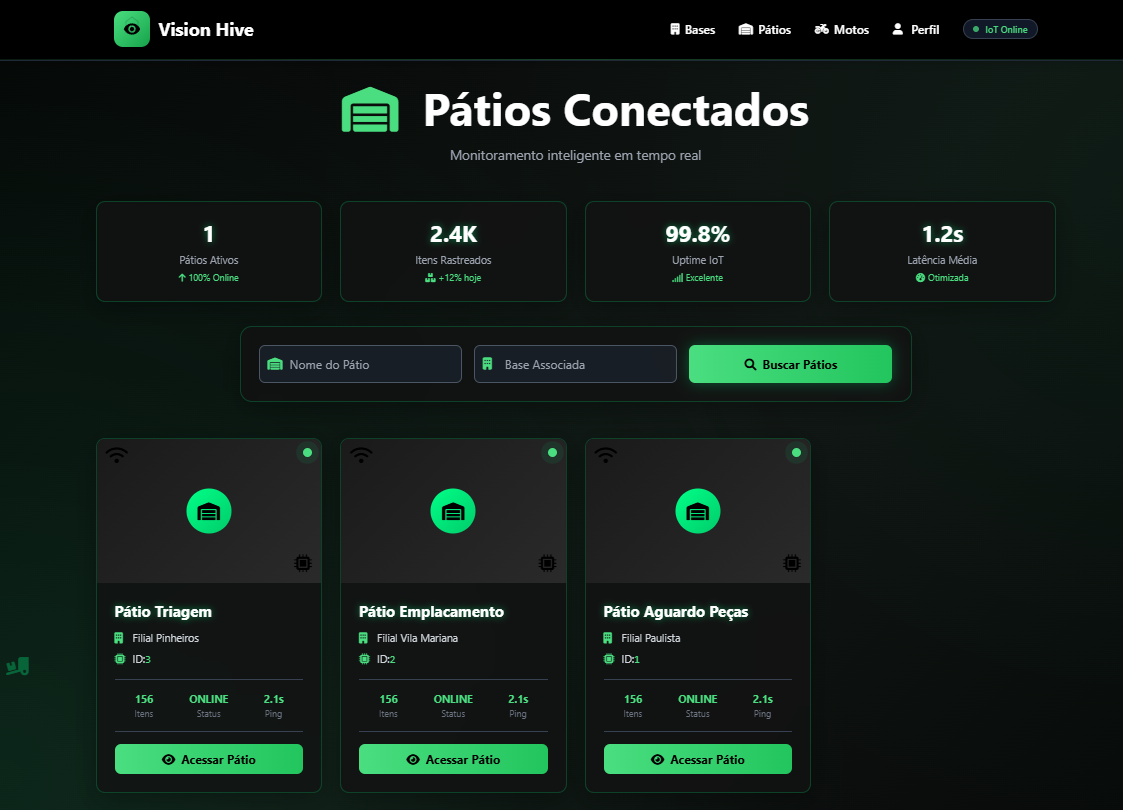 Vision Hive
Bases Pátios Motos Perfil IoT Online
Pátios Conectados
Monitoramento inteligente em tempo real
1
Pátios Ativos
100% Online
2.4K
Itens Rastreados
+12% hoje
99.8%
Uptime IoT
Excelente
1.2s
Latência Média
Otimizada
Nome do Pátio
Base Associada
Buscar Pátios
Pátio Triagem
Filial Pinheiros
ID:3
156 ONLINE 2.1s
Itens Status Ping
Acessar Pátio
Pátio Emplacamento
Filial Vila Mariana
ID:2
156 ONLINE 2.1s
Itens Status Ping
Acessar Pátio
Pátio Aguardo Peças
Filial Paulista
ID:1
156 ONLINE 2.1s
Itens Status Ping
Acessar Pátio